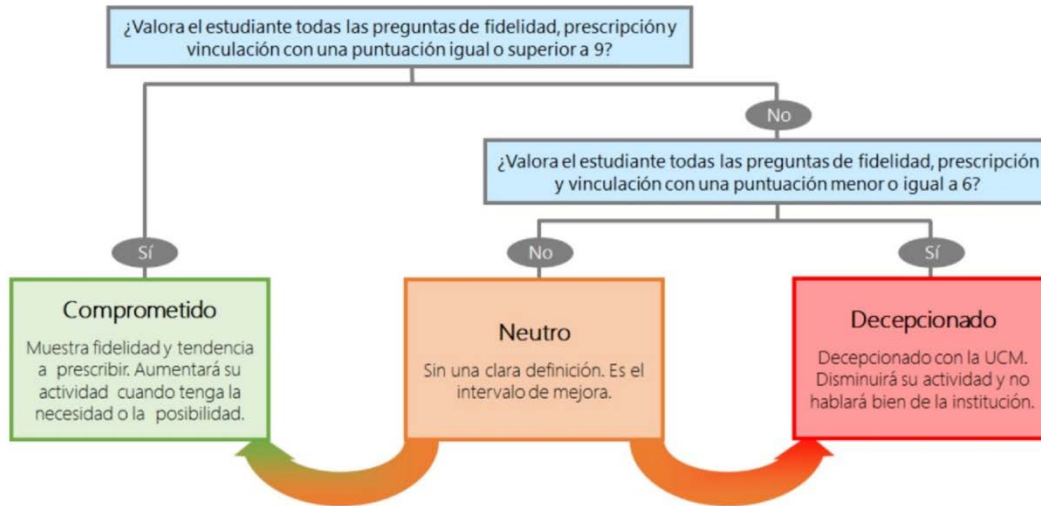 ¿Valora el estudiante todas las preguntas de fidelidad, prescripción y
vinculación con una puntuación igual o superior a 9?
No
¿Valora el estudiante todas las preguntas de fidelidad, prescripción
y vinculación con una puntuación menor o igual a 6?
Sí
No
Sí
Comprometido
Muestra fidelidad y tendencia
a prescribir. Aumentará su
actividad cuando tenga la
necesidad o la posibilidad.
Neutro
Sin una clara definición. Es el
intervalo de mejora.
Decepcionado
Decepcionado con la UCM.
Disminuirá su actividad y no
hablará bien de la institución.